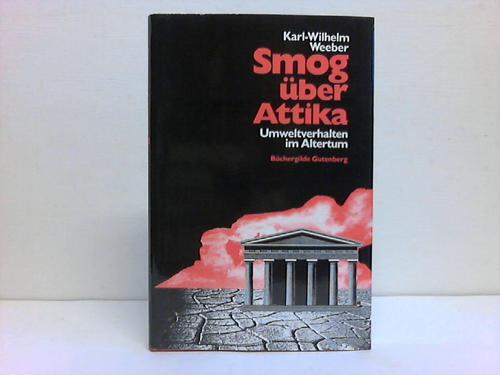 Karl-Wilhelm
Weeber
Smog
über
Attika
Umweltverhalten
im Altertum
Büchergilde Gutenberg